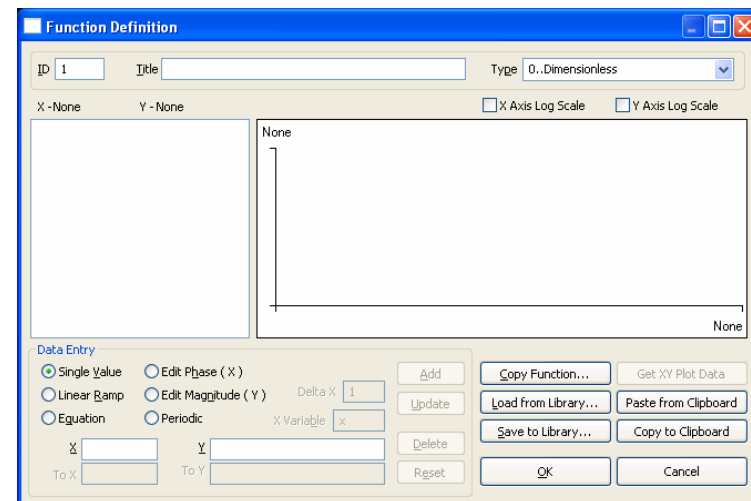 Function Definition
ID 1 Title Type 0..Dimensionless
X -None Y - None X Axis Log Scale Y Axis Log Scale
None
None
Data Entry
Single Value Edit Phase ( X ) Add Copy Function... Get XY Plot Data
Linear Ramp Edit Magnitude ( Y ) Delta X 1 Update Load from Library... Paste from Clipboard
Equation Periodic X Variable x
X Y Delete Save to Library... Copy to Clipboard
To X To Y Reset OK Cancel